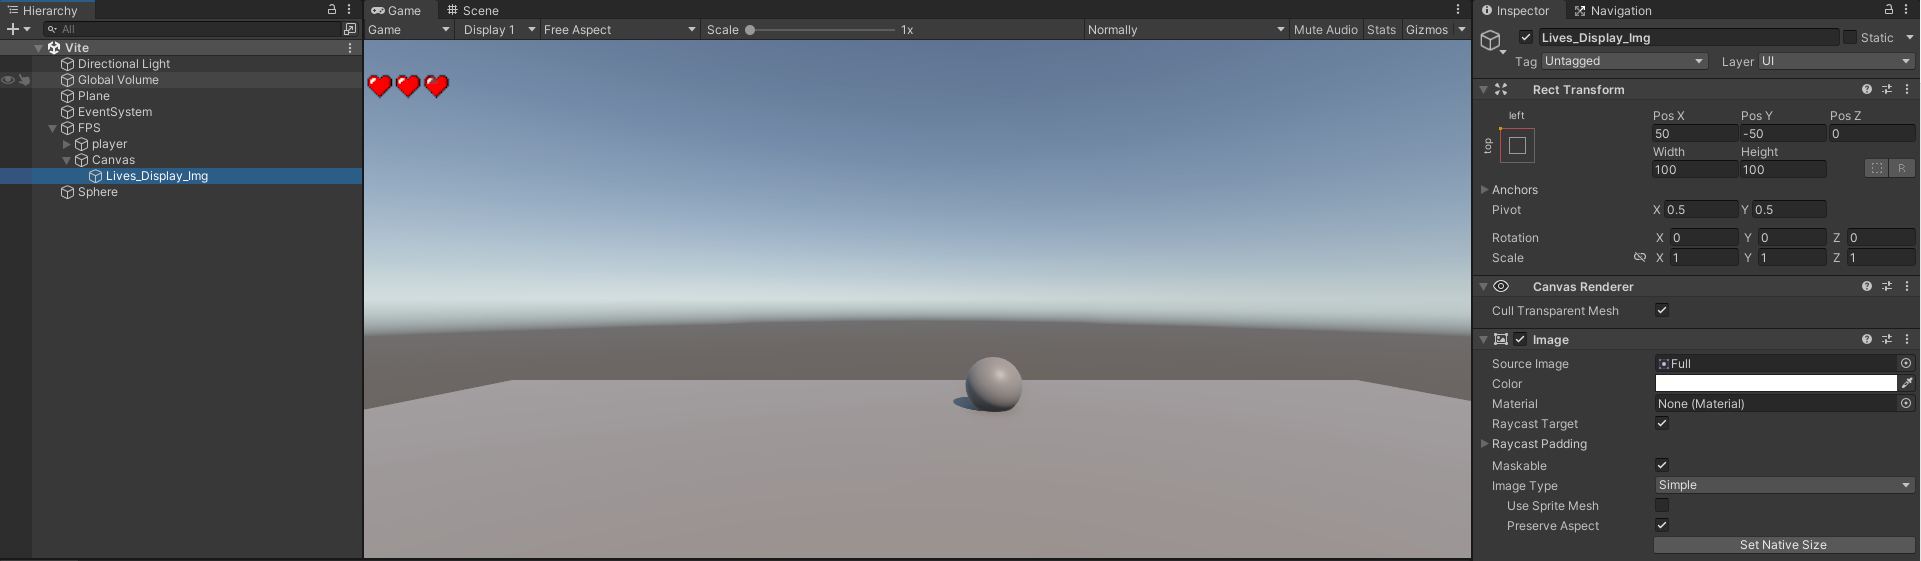 Hierarchy
All
Vite
Directional Light
Global Volume
Plane
EventSystem
FPS
player
Canvas
Lives_Display_Img
Sphere
Game
Scene
Game
Display 1
Free Aspect
Scale
1x
Normally
Mute Audio
Stats
Gizmos
Inspector
Navigation
Lives_Display_Img
Static
Tag Untagged
Layer UI
Rect Transform
left
top
Pos X Pos Y Pos Z
50 -50 0
Width Height
100 100
R
Anchors
Pivot X 0.5 Y 0.5
Rotation X 0 Y 0 Z 0
Scale X 1 Y 1 Z 1
Canvas Renderer
Cull Transparent Mesh
Image
Source Image Full
Color
Material None (Material)
Raycast Target
Raycast Padding
Maskable
Image Type Simple
Use Sprite Mesh
Preserve Aspect
Set Native Size